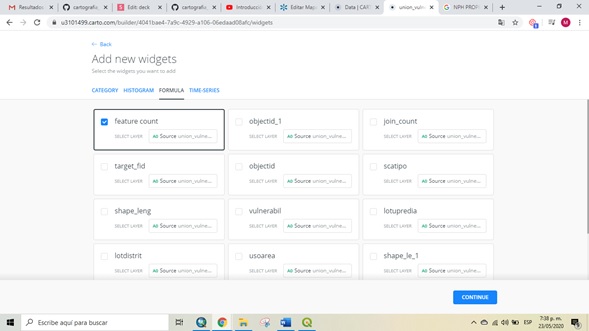 Resultados
cartografia
Editar deck
cartografia
Introducció
Editar Map
Data | CAR
union_vulne
u3101499.carto.com/builder/4041bae4-7a9c-4929-a106-06edaad08afc/widgets
Back
Add new widgets
Select the widgets you want to add
CATEGORY HISTOGRAM FORMULA TIME-SERIES
feature count objectid_1 join_count
SELECT LAYER A0 Source union_vulne... SELECT LAYER A0 Source union_vulne... SELECT LAYER A0 Source union_vulne...
target_fid objectid scatipo
SELECT LAYER A0 Source union_vulne... SELECT LAYER A0 Source union_vulne... SELECT LAYER A0 Source union_vulne...
shape_leng vulnerabil lotupredia
SELECT LAYER A0 Source union_vulne... SELECT LAYER A0 Source union_vulne... SELECT LAYER A0 Source union_vulne...
lotdistrit usoarea shape_le_1
SELECT LAYER A0 Source union_vulne... SELECT LAYER A0 Source union_vulne... SELECT LAYER A0 Source union_vulne...
CONTINUE
Escribe aquí para buscar
ESP
7:38 p. m.
23/05/2020